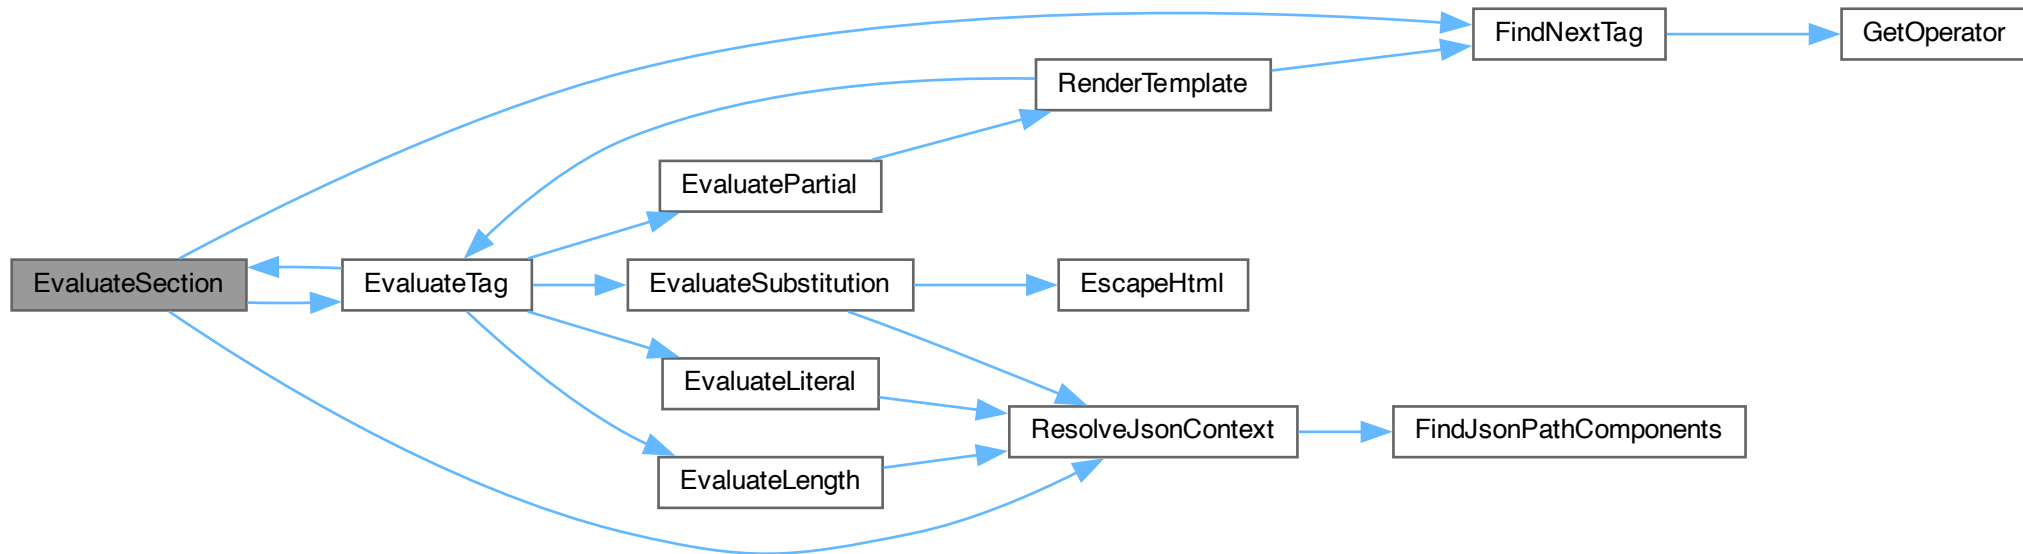 FindNextTag
GetOperator
RenderTemplate
EvaluatePartial
EvaluateSection
EvaluateTag
EvaluateSubstitution
EscapeHtml
EvaluateLiteral
ResolveJsonContext
FindJsonPathComponents
EvaluateLength